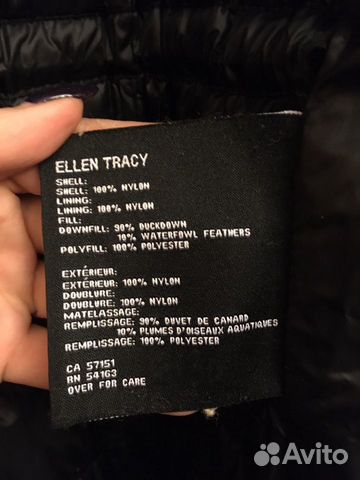 ELLEN TRACY
SHELL:
SHELL: 100% NYLON
LINING:
LINING: 100% NYLON
FILL:
DOWNFILL: 90% DUCKDOWN
10% WATERFOWL FEATHERS
POLYFILL: 100% POLYESTER
EXTÉRIEUR:
EXTÉRIEUR: 100% NYLON
DOUBLURE:
DOUBLURE: 100% NYLON
MATELASSAGE:
REMPLISSAGE: 90% DUVET DE CANARD
10% PLUMES D'OISEAUX AQUATIQUES
REMPLISSAGE: 100% POLYESTER
CA 57151
RN 54163
OVER FOR CARE
Avito